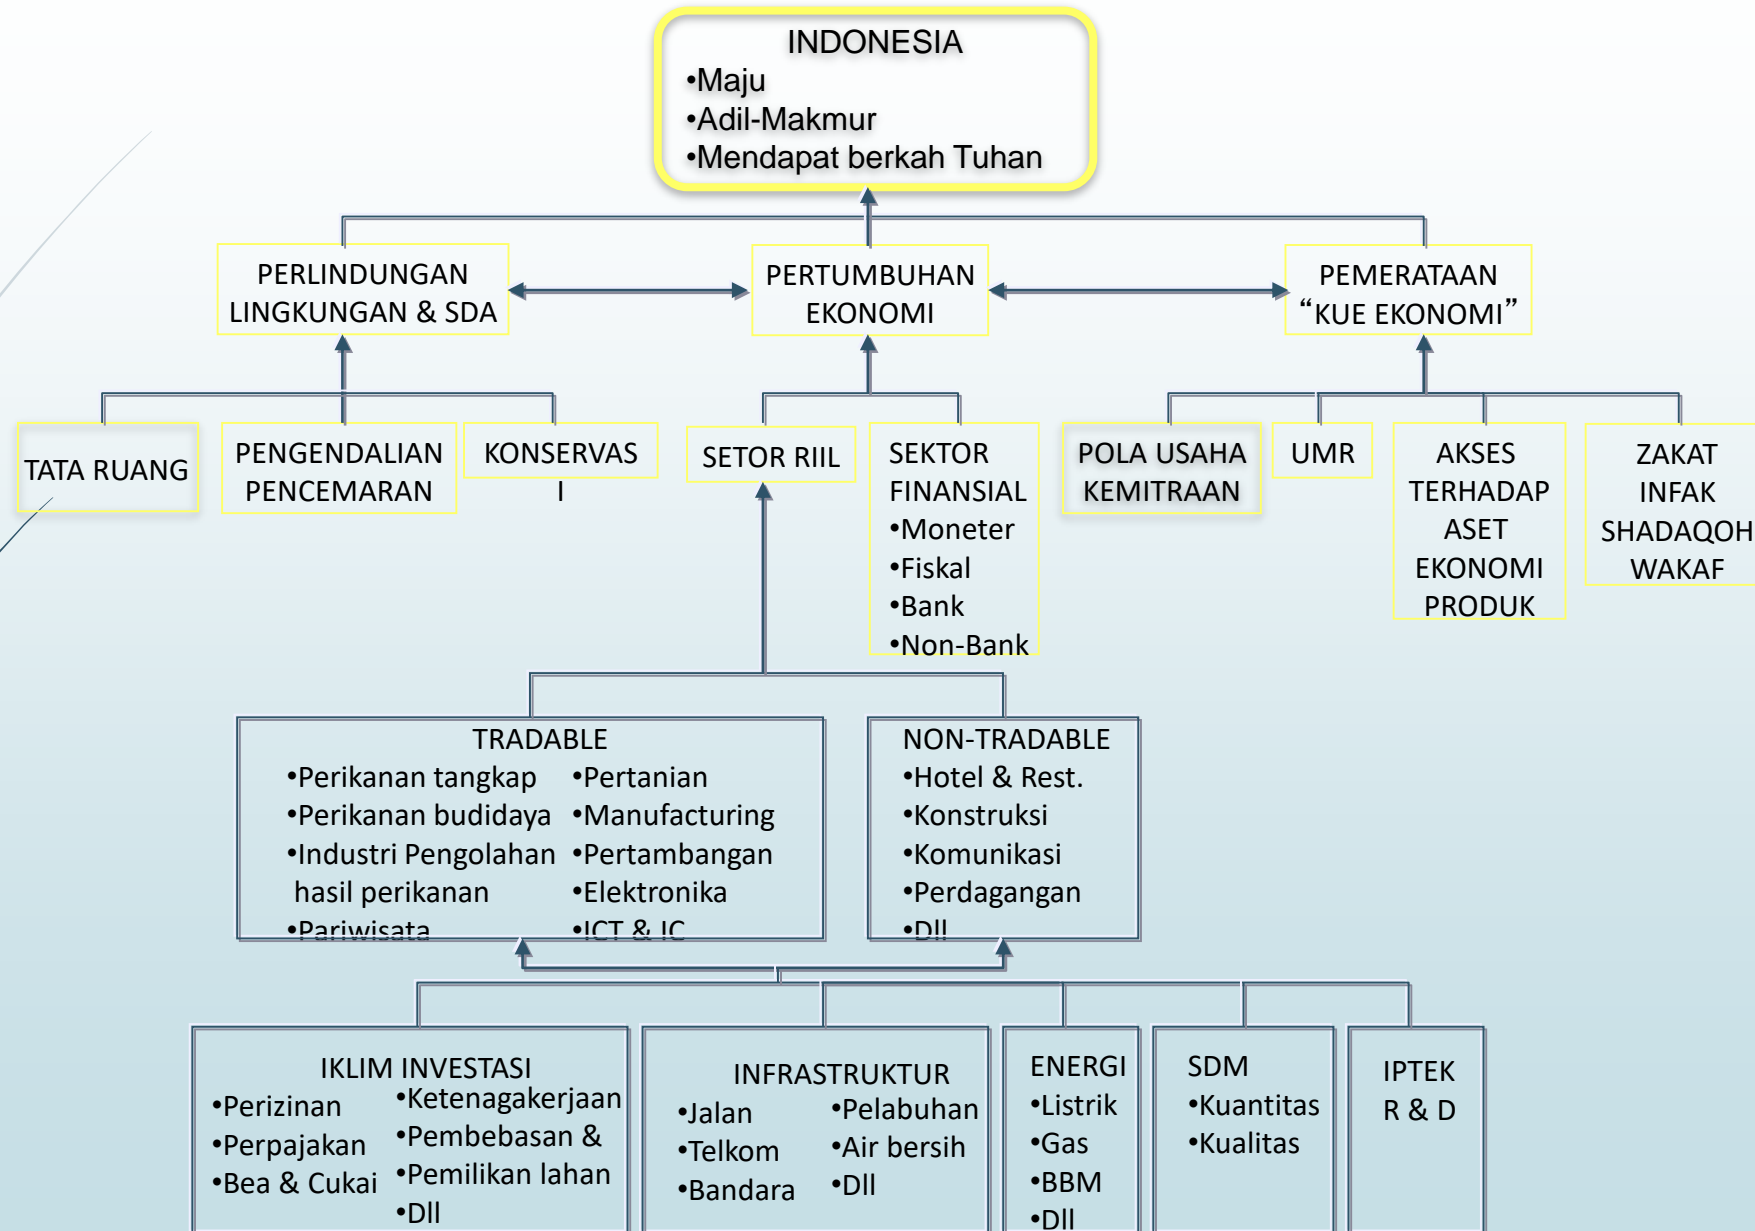 INDONESIA
•Maju
•Adil-Makmur
•Mendapat berkah Tuhan
PERLINDUNGAN
LINGKUNGAN & SDA
PERTUMBUHAN
EKONOMI
PEMERATAAN
“KUE EKONOMI”
TATA RUANG
PENGENDALIAN
PENCEMARAN
KONSERVAS
I
SETOR RIIL
SEKTOR
FINANSIAL
•Moneter
•Fiskal
•Bank
•Non-Bank
POLA USAHA
KEMITRAAN
UMR
AKSES
TERHADAP
ASET
EKONOMI
PRODUK
ZAKAT
INFAK
SHADAQOH
WAKAF
TRADABLE
•Perikanan tangkap
•Perikanan budidaya
•Industri Pengolahan
hasil perikanan
•Pariwisata
•Pertanian
•Manufacturing
•Pertambangan
•Elektronika
•ICT & IC
NON-TRADABLE
•Hotel & Rest.
•Konstruksi
•Komunikasi
•Perdagangan
•Dll
IKLIM INVESTASI
•Perizinan
•Perpajakan
•Bea & Cukai
•Ketenagakerjaan
•Pembebasan &
•Pemilikan lahan
•Dll
INFRASTRUKTUR
•Jalan
•Telkom
•Bandara
•Pelabuhan
•Air bersih
•Dll
ENERGI
•Listrik
•Gas
•BBM
•Dll
SDM
•Kuantitas
•Kualitas
IPTEK
R & D